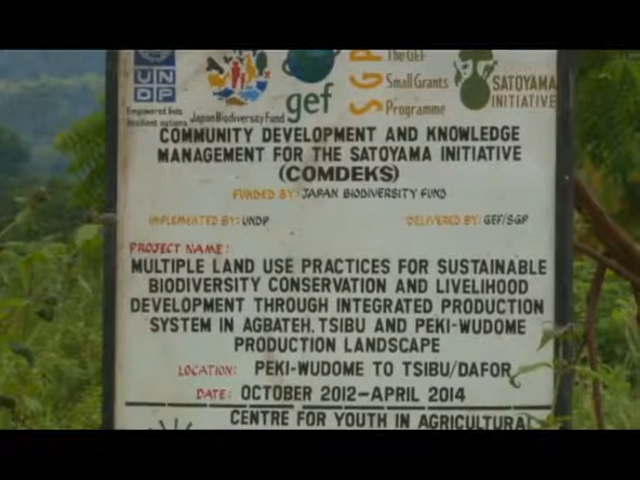 UN
DP
Empowered lives.
Resilient nations.
Japan Biodiversity Fund
gef
SGP
The GEF
Small Grants
Programme
SATOYAMA
INITIATIVE
COMMUNITY DEVELOPMENT AND KNOWLEDGE
MANAGEMENT FOR THE SATOYAMA INITIATIVE
(COMDEKS)
FUNDED BY: JAPAN BIODIVERSITY FUND
IMPLEMENTED BY: UNDP DELIVERED BY: GEF/SGP
PROJECT NAME:
MULTIPLE LAND USE PRACTICES FOR SUSTAINABLE
BIODIVERSITY CONSERVATION AND LIVELIHOOD
DEVELOPMENT THROUGH INTEGRATED PRODUCTION
SYSTEM IN AGBATEH, TSIBU AND PEKI-WUDOME
PRODUCTION LANDSCAPE
LOCATION: PEKI-WUDOME TO TSIBU/DAFOR
DATE: OCTOBER 2012-APRIL 2014
CENTRE FOR YOUTH IN AGRICULTURAL